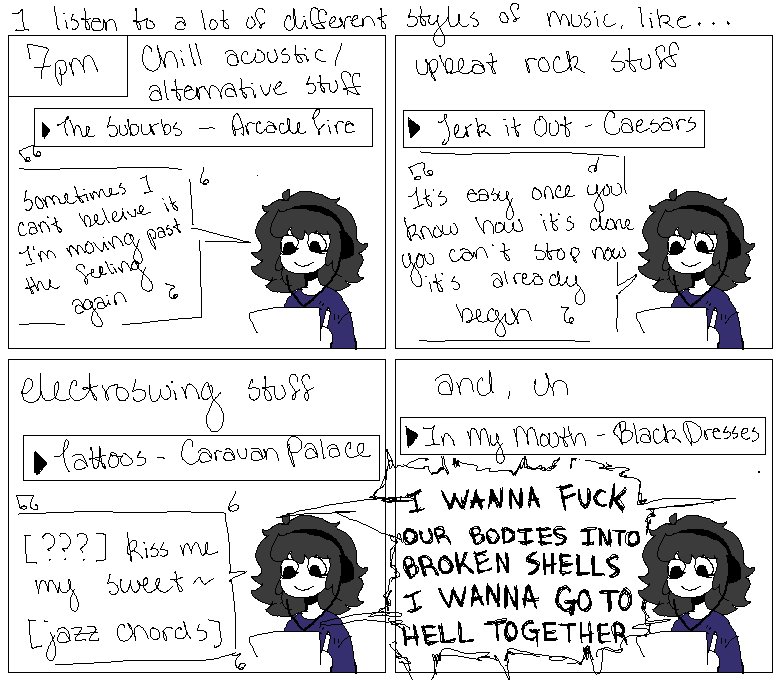 I listen to a lot of different styles of music, like...
7pm
Chill acoustic/
alternative stuff
The Suburbs - Arcade Fire
Sometimes I
can't beleive it
I'm moving past
the feeling
again
upbeat rock stuff
Jerk it Out - Caesars
It's easy once you
know how it's done
you can't stop now
it's already
begun
electroswing stuff
Tattoos - Caravan Palace
[???] kiss me
my sweet~
[jazz chords]
and, uh
In My Mouth - Black Dresses
I WANNA FUCK
OUR BODIES INTO
BROKEN SHELLS
I WANNA GO TO
HELL TOGETHER